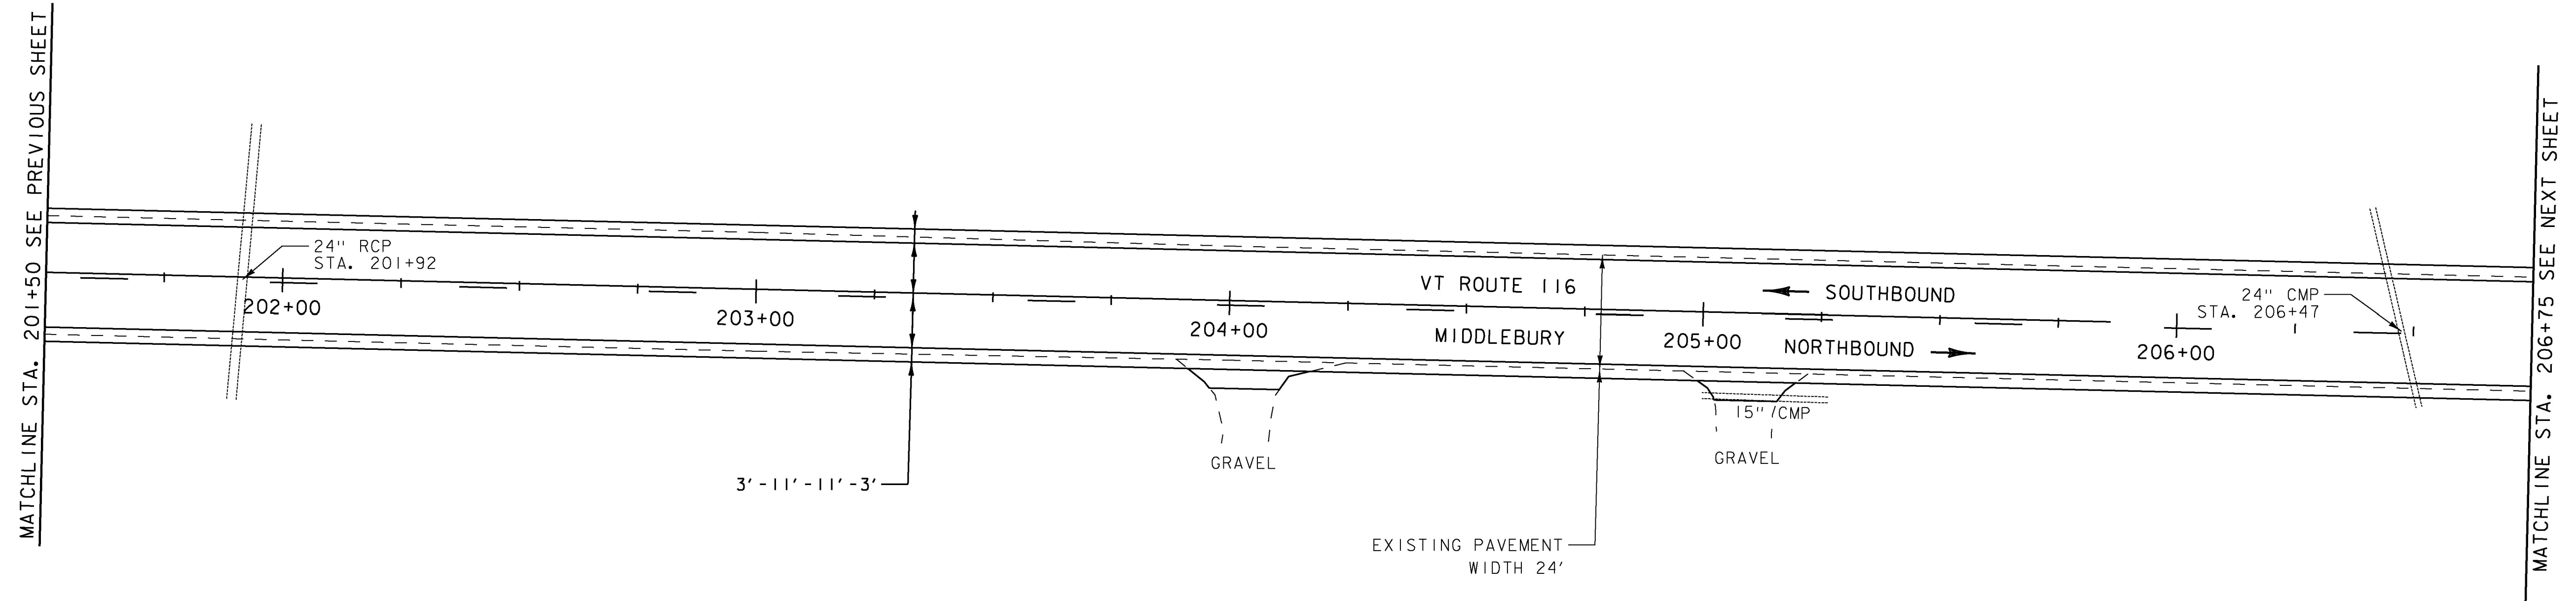 MATCHLINE STA. 201+50 SEE PREVIOUS SHEET
24" RCP
STA. 201+92
202+00
203+00
204+00
205+00
206+00
VT ROUTE 116
MIDDLEBURY
SOUTHBOUND
NORTHBOUND
24" CMP
STA. 206+47
15" CMP
GRAVEL
GRAVEL
3'-11'-11'-3'
EXISTING PAVEMENT
WIDTH 24'
MATCHLINE STA. 206+75 SEE NEXT SHEET